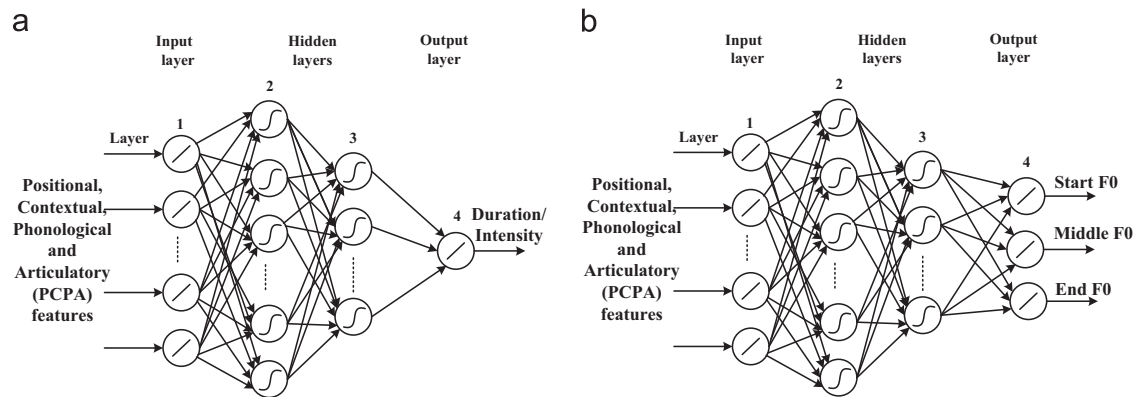 a
Input
layer
Hidden
layers
Output
layer
1
2
3
4
Layer
Positional,
Contextual,
Phonological
and
Articulatory
(PCPA)
features
Duration/
Intensity
b
Input
layer
Hidden
layers
Output
layer
1
2
3
4
Layer
Positional,
Contextual,
Phonological
and
Articulatory
(PCPA)
features
Start F0
Middle F0
End F0